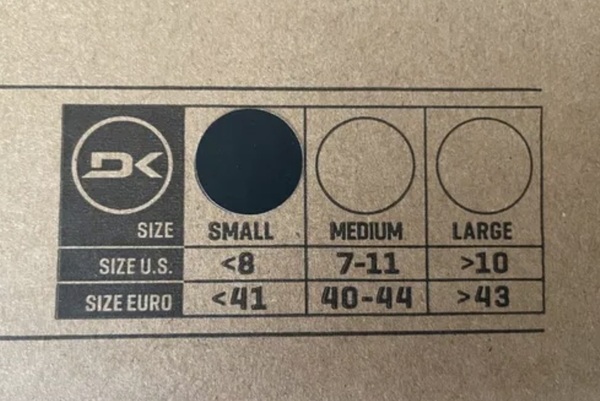 DK
SIZE SMALL MEDIUM LARGE
SIZE U.S. <8 7-11 >10
SIZE EURO <41 40-44 >43